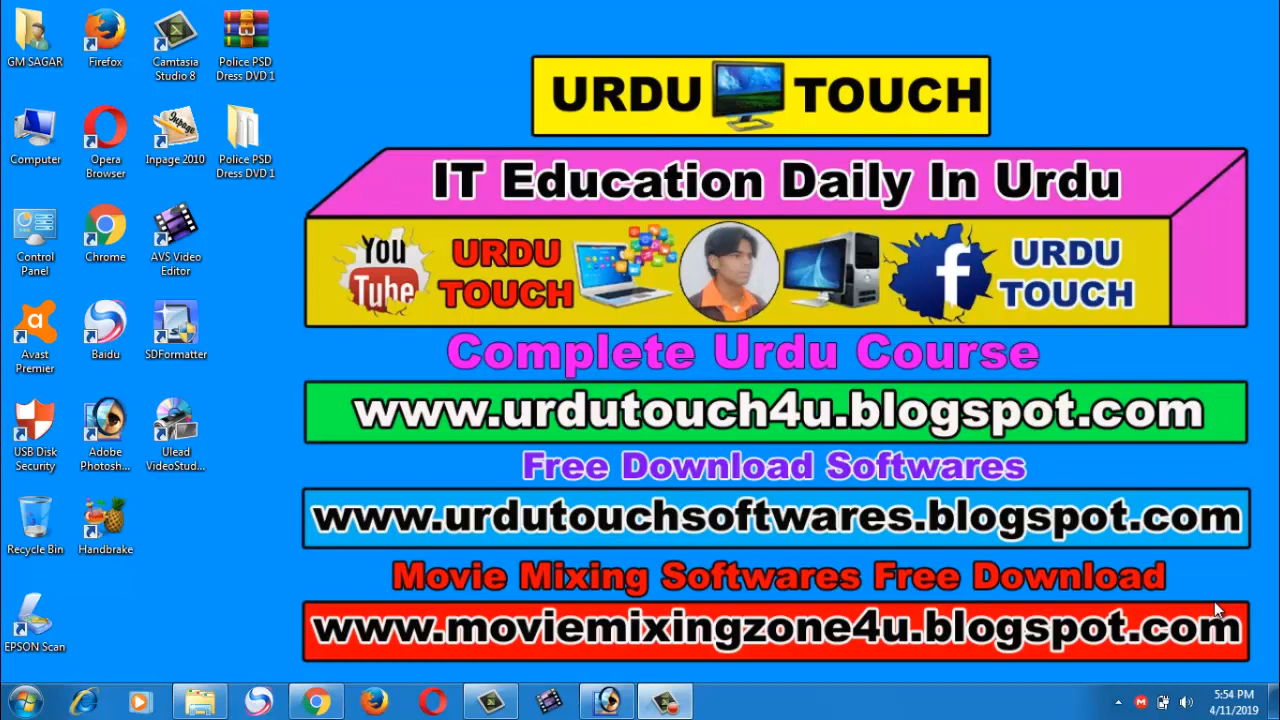 GM SAGAR
Firefox
Camtasia
Studio 8
Police PSD
Dress DVD 1
Computer
Opera
Browser
Inpage 2010
Police PSD
Dress DVD 1
Control
Panel
Chrome
AVS Video
Editor
Avast
Premier
Baidu
SDFormatter
USB Disk
Security
Adobe
Photosh...
Ulead
VideoStud...
Recycle Bin
Handbrake
EPSON Scan
URDU TOUCH
IT Education Daily In Urdu
You
Tube
URDU
TOUCH
f
URDU
TOUCH
Complete Urdu Course
www.urdutouch4u.blogspot.com
Free Download Softwares
www.urdutouchsoftwares.blogspot.com
Movie Mixing Softwares Free Download
www.moviemixingzone4u.blogspot.com
5:54 PM
4/11/2019